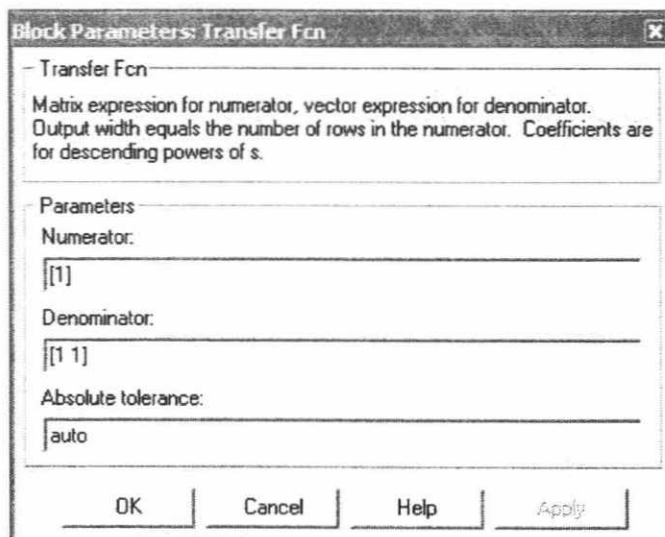 Block Parameters: Transfer Fcn
Transfer Fcn
Matrix expression for numerator, vector expression for denominator.
Output width equals the number of rows in the numerator. Coefficients are
for descending powers of s.
Parameters
Numerator:
[1]
Denominator:
[1 1]
Absolute tolerance:
auto
OK Cancel Help Apply